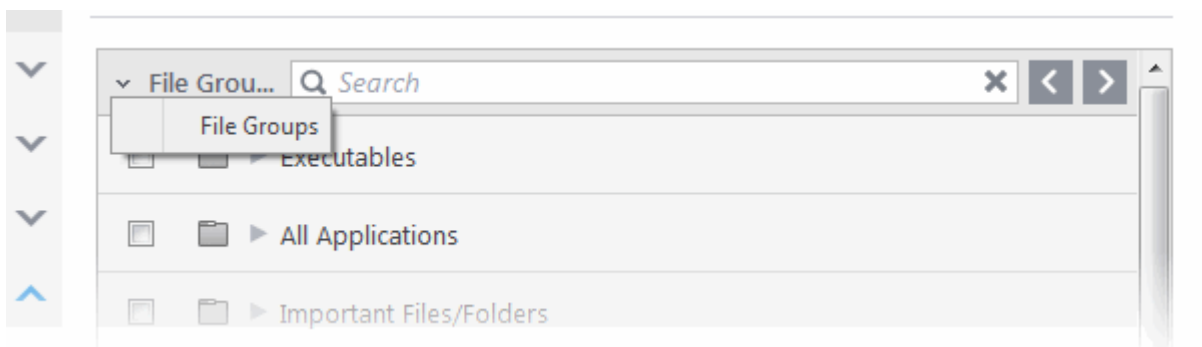 File Grou... Search
File Groups
Executables
All Applications
Important Files/Folders